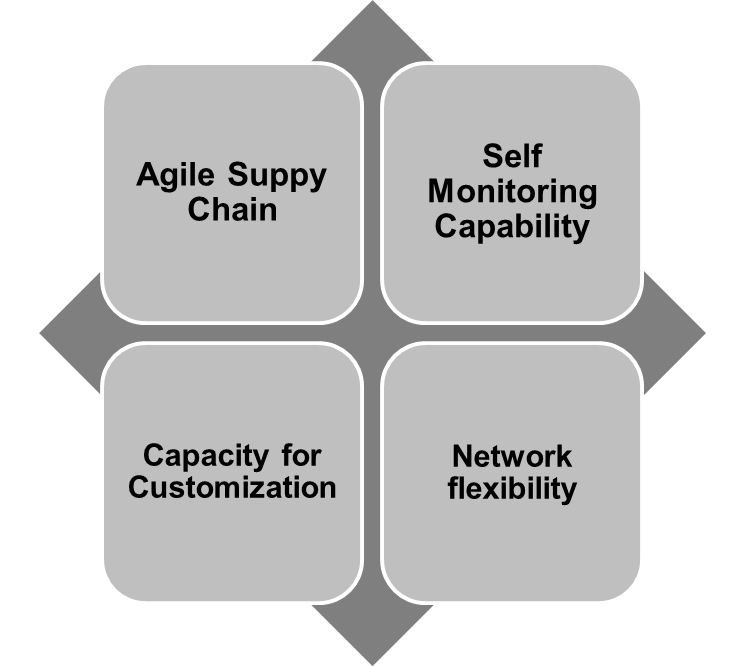 Agile Suppy
Chain
Self
Monitoring
Capability
Capacity for
Customization
Network
flexibility